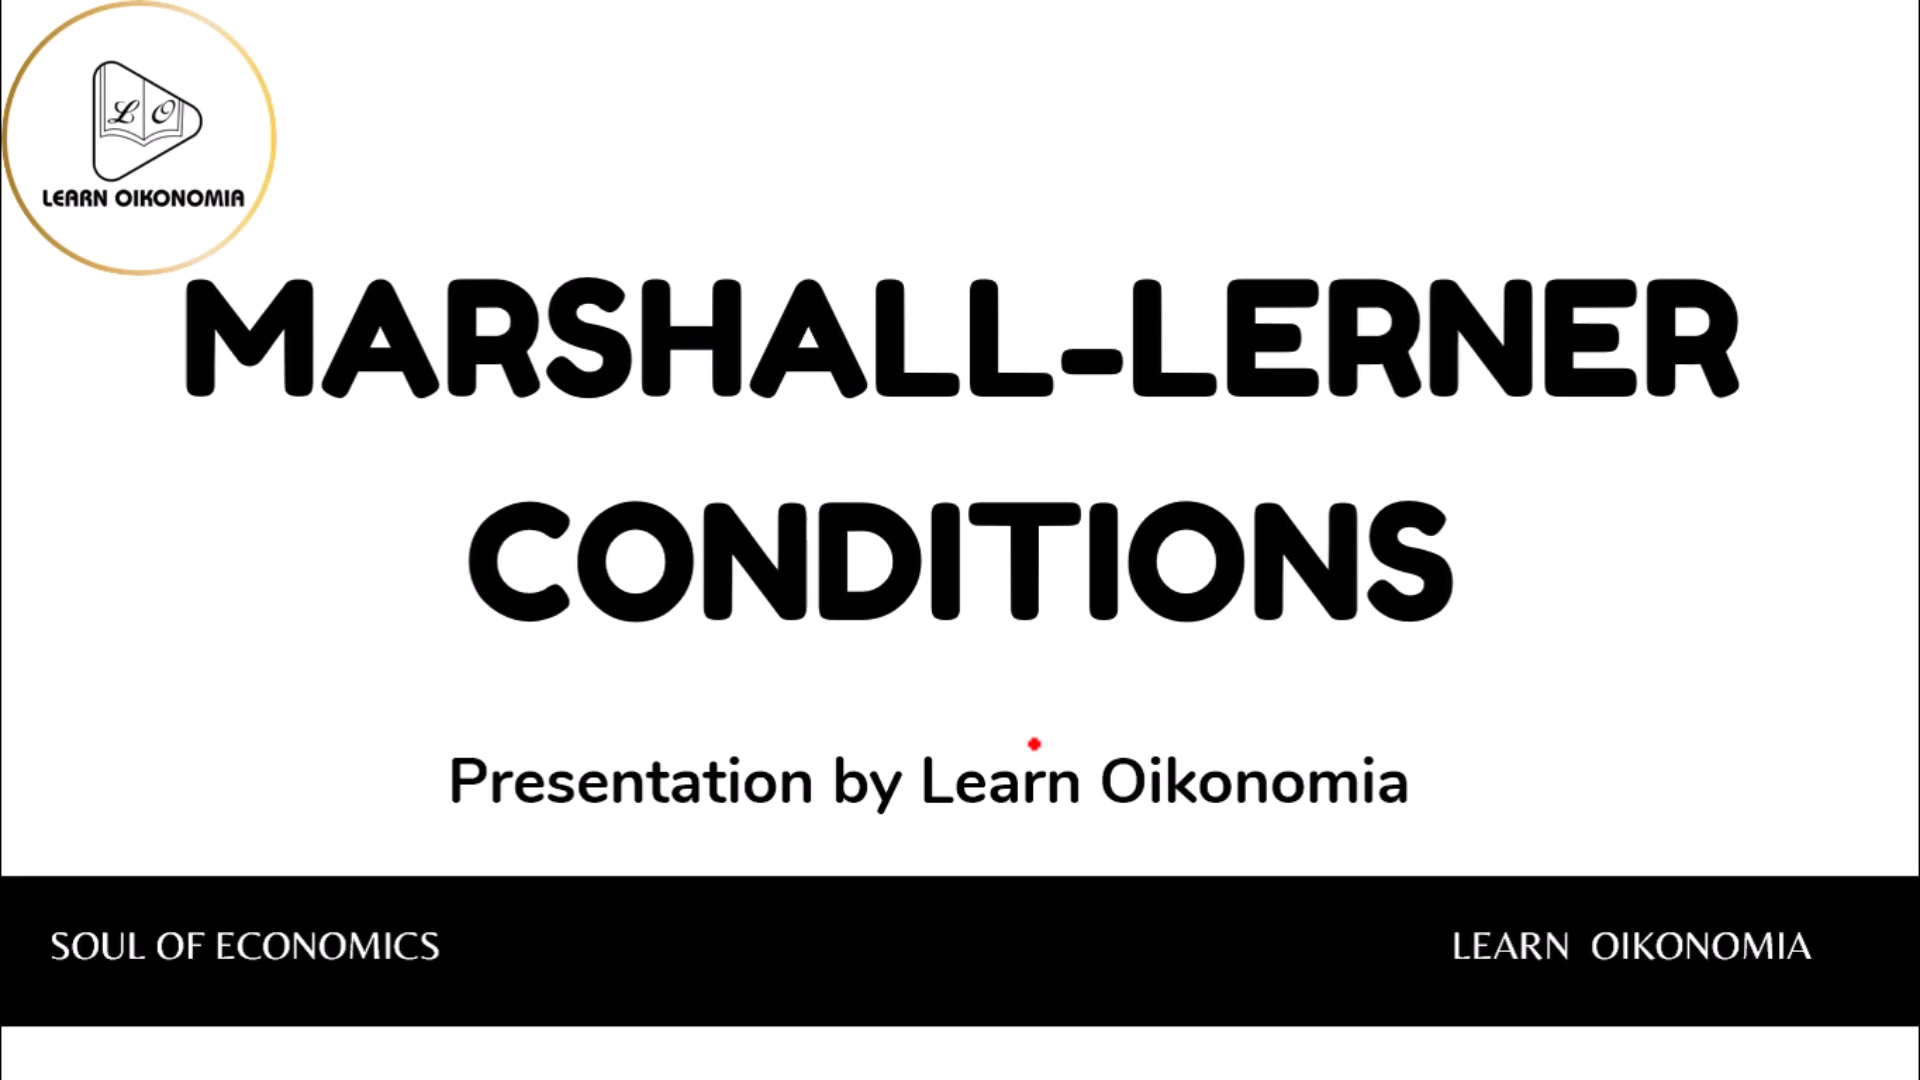 L O
LEARN OIKONOMIA
MARSHALL-LERNER
CONDITIONS
Presentation by Learn Oikonomia
SOUL OF ECONOMICS
LEARN OIKONOMIA